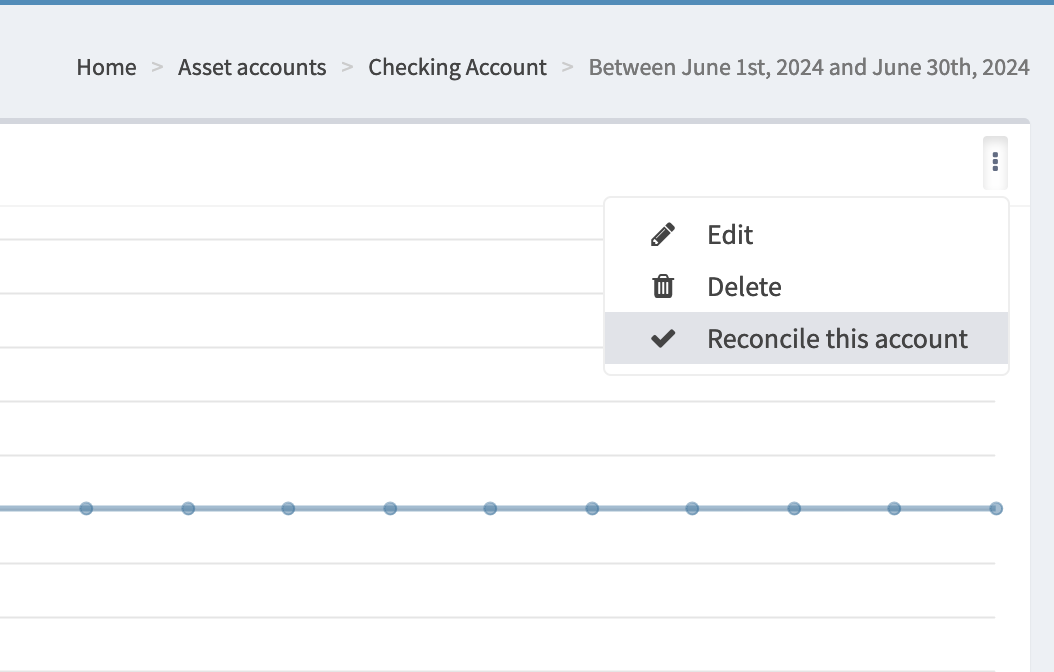 Home > Asset accounts > Checking Account > Between June 1st, 2024 and June 30th, 2024
Edit
Delete
Reconcile this account